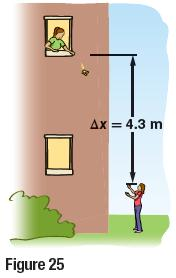 Δx = 4.3 m
Figure 25